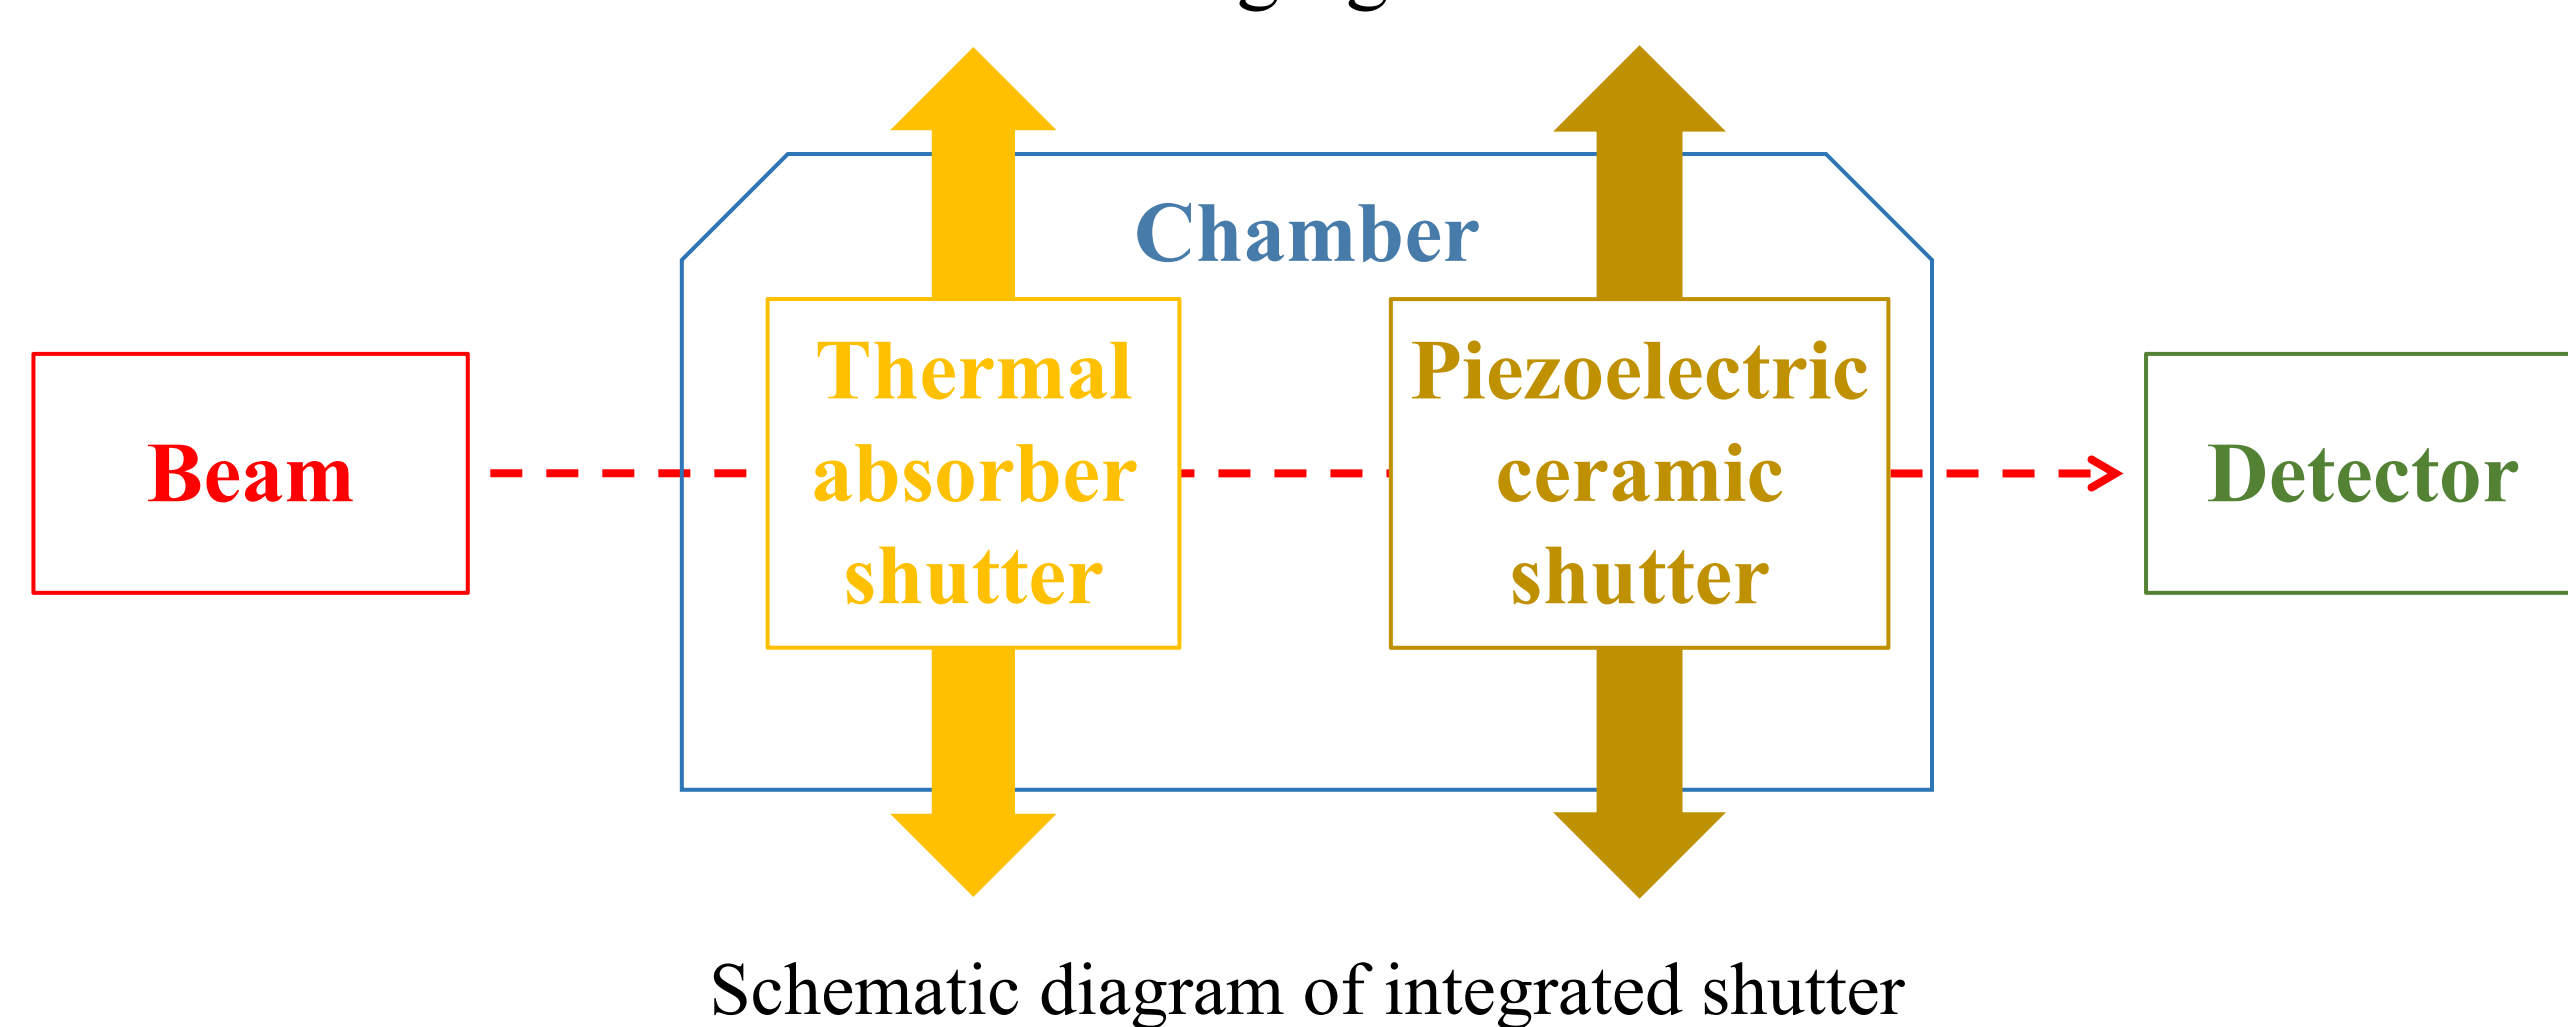 Chamber
Beam
Thermal
absorber
shutter
Piezoelectric
ceramic
shutter
Detector
Schematic diagram of integrated shutter